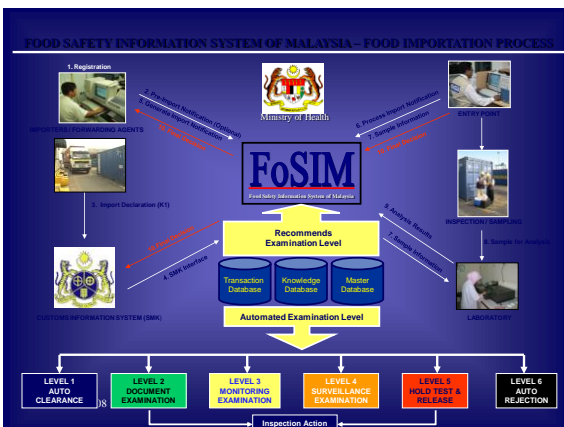 FOOD SAFETY INFORMATION SYSTEM OF MALAYSIA – FOOD IMPORTATION PROCESS
1. Registration
2. Pre-Import Notification (Optional)
5. Generate Import Notification
Ministry of Health
6. Process Import Notification
7. Sample Information
IMPORTERS / FORWARDING AGENTS
ENTRY POINT
FoSIM
Food Safety Information System of Malaysia
3. Import Declaration (K1)
INSPECTION / SAMPLING
9. Analysis Results
7. Sample Information
8. Sample for Analysis
4. SMK Interface
Recommends
Examination Level
Transaction
Database
Knowledge
Database
Master
Database
CUSTOMS INFORMATION SYSTEM (SMK)
LABORATORY
Automated Examination Level
LEVEL 1
AUTO
CLEARANCE
LEVEL 2
DOCUMENT
EXAMINATION
LEVEL 3
MONITORING
EXAMINATION
LEVEL 4
SURVEILLANCE
EXAMINATION
LEVEL 5
HOLD TEST &
RELEASE
LEVEL 6
AUTO
REJECTION
08
Inspection Action